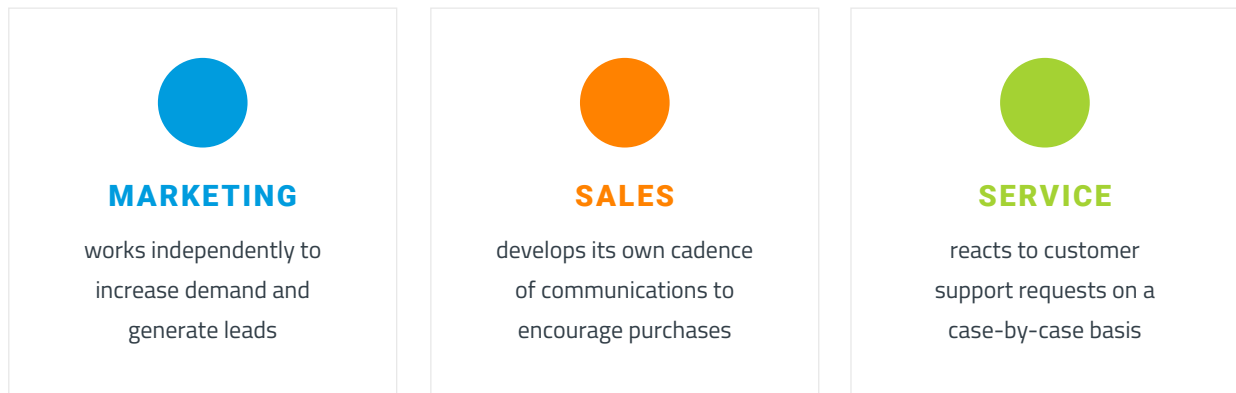 MARKETING
works independently to
increase demand and
generate leads
SALES
develops its own cadence
of communications to
encourage purchases
SERVICE
reacts to customer
support requests on a
case-by-case basis